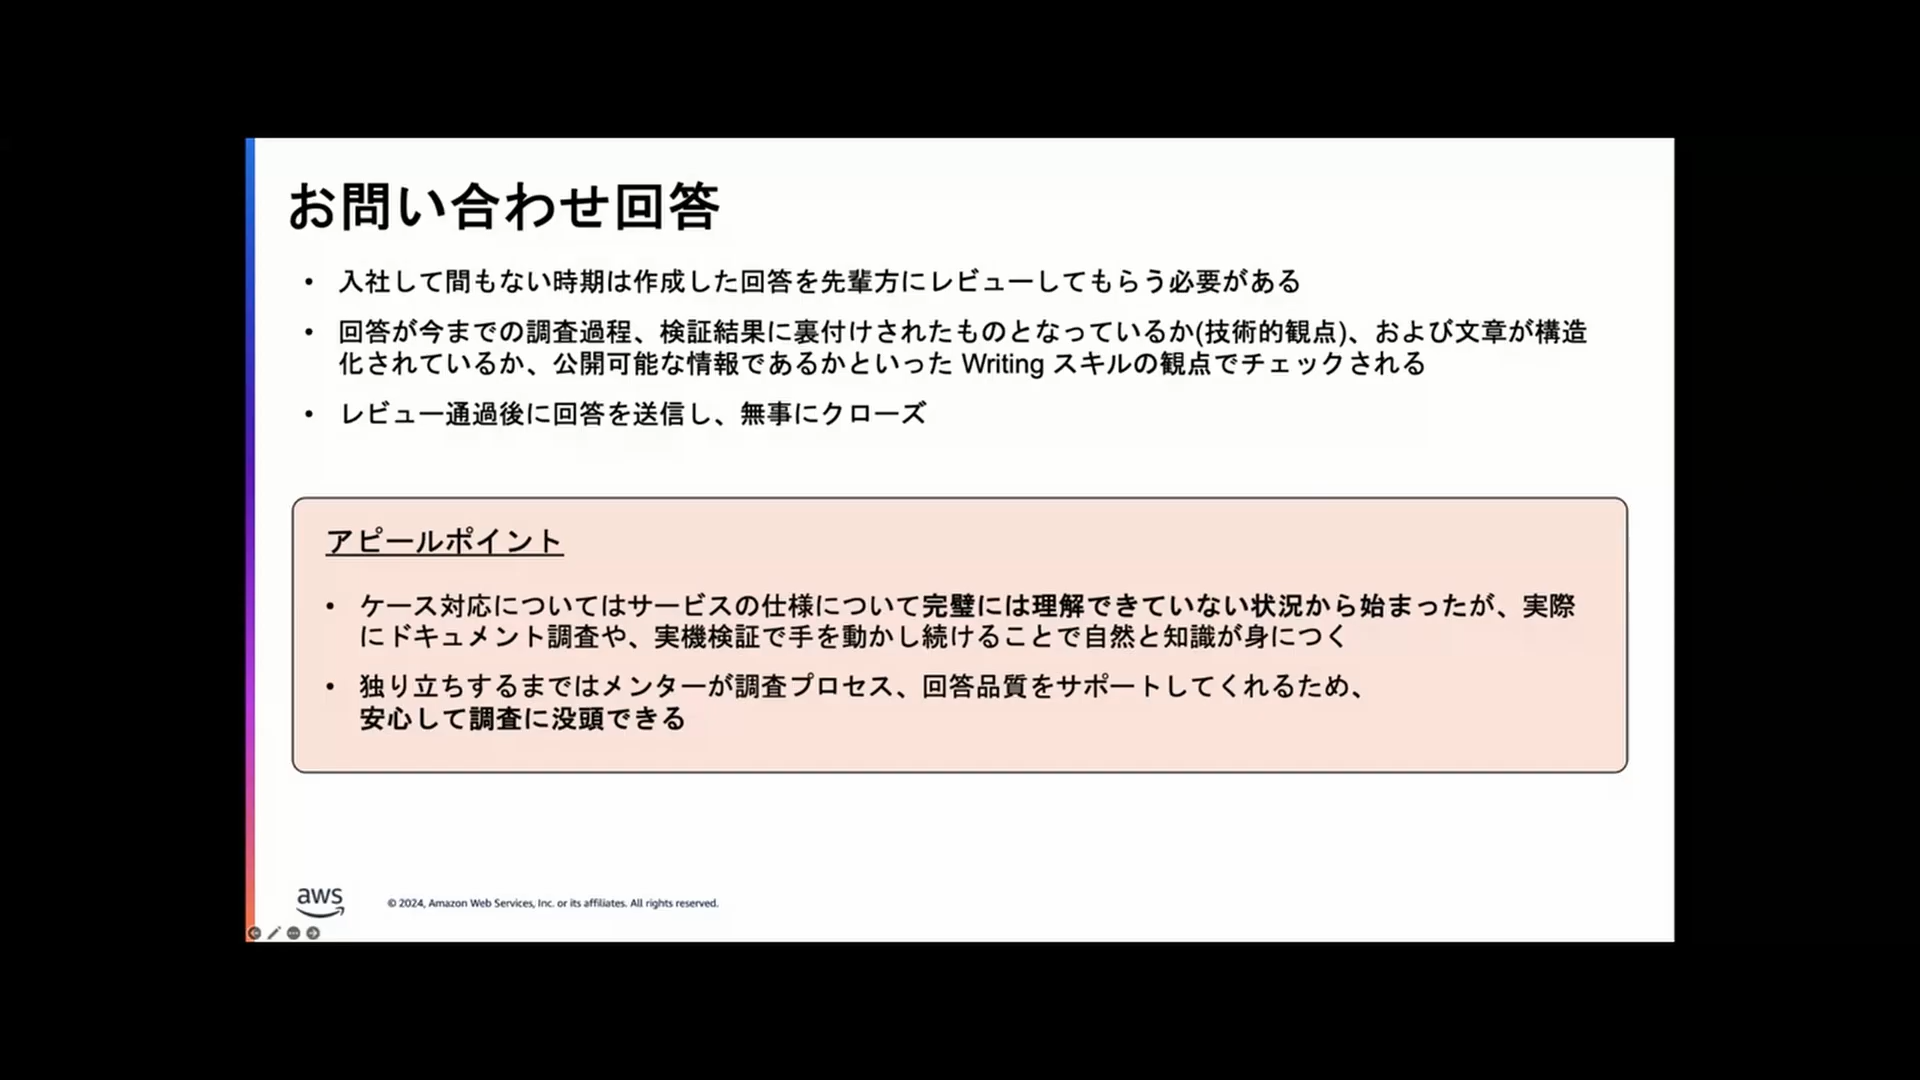 お問い合わせ回答
• 入社して間もない時期は作成した回答を先輩方にレビューしてもらう必要がある
• 回答が今までの調査過程、検証結果に裏付けされたものとなっているか(技術的観点)、および文章が構造
化されているか、公開可能な情報であるかといった Writing スキルの観点でチェックされる
• レビュー通過後に回答を送信し、無事にクローズ
アピールポイント
• ケース対応についてはサービスの仕様について完璧には理解できていない状況から始まったが、実際
にドキュメント調査や、実機検証で手を動かし続けることで自然と知識が身につく
• 独り立ちするまではメンターが調査プロセス、回答品質をサポートしてくれるため、
安心して調査に没頭できる
aws
© 2024, Amazon Web Services, Inc. or its affiliates. All rights reserved.